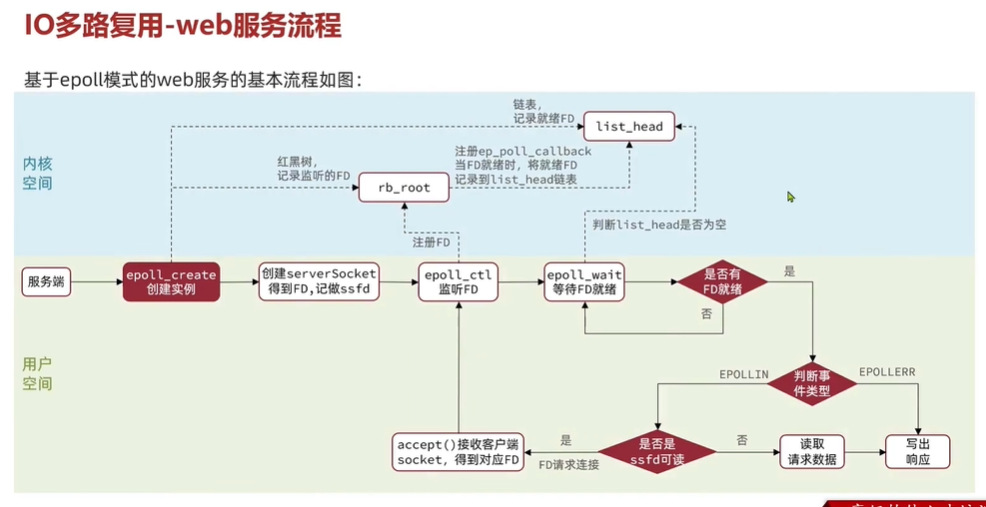 IO多路复用-web服务流程
基于epoll模式的web服务的基本流程如图：
链表，
记录就绪FD
list_head
内核
空间
红黑树，
记录监听的FD
rb_root
注册ep_poll_callback
当FD就绪时，将就绪FD
记录到list_head链表
注册FD
判断list_head是否为空
服务端
epoll_create
创建实例
创建serverSocket
得到FD,记做ssfd
epoll_ctl
监听FD
epoll_wait
等待FD就绪
是否有
FD就绪
是
否
用户
空间
EPOLLIN
判断事
件类型
EPOLLERR
accept()接收客户端
socket，得到对应FD
是
FD请求连接
是否是
ssfd可读
否
读取
请求数据
写出
响应